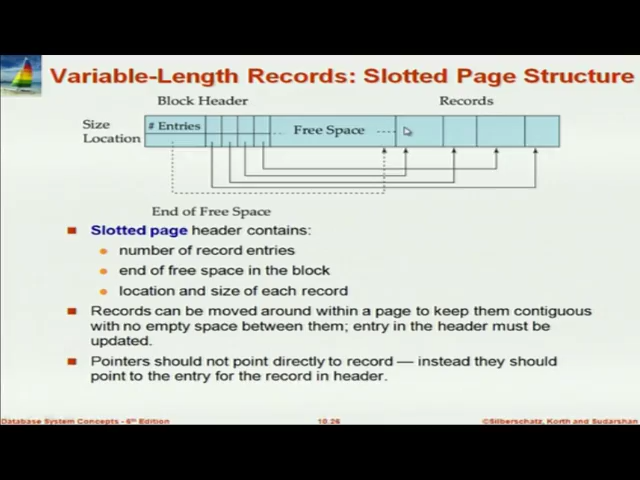 Variable-Length Records: Slotted Page Structure
Block Header
Records
Size
Location
# Entries
Free Space
End of Free Space
Slotted page header contains:
number of record entries
end of free space in the block
location and size of each record
Records can be moved around within a page to keep them contiguous
with no empty space between them; entry in the header must be
updated.
Pointers should not point directly to record — instead they should
point to the entry for the record in header.
Database System Concepts - 6th Edition
10.26
©Silberschatz, Korth and Sudarshan